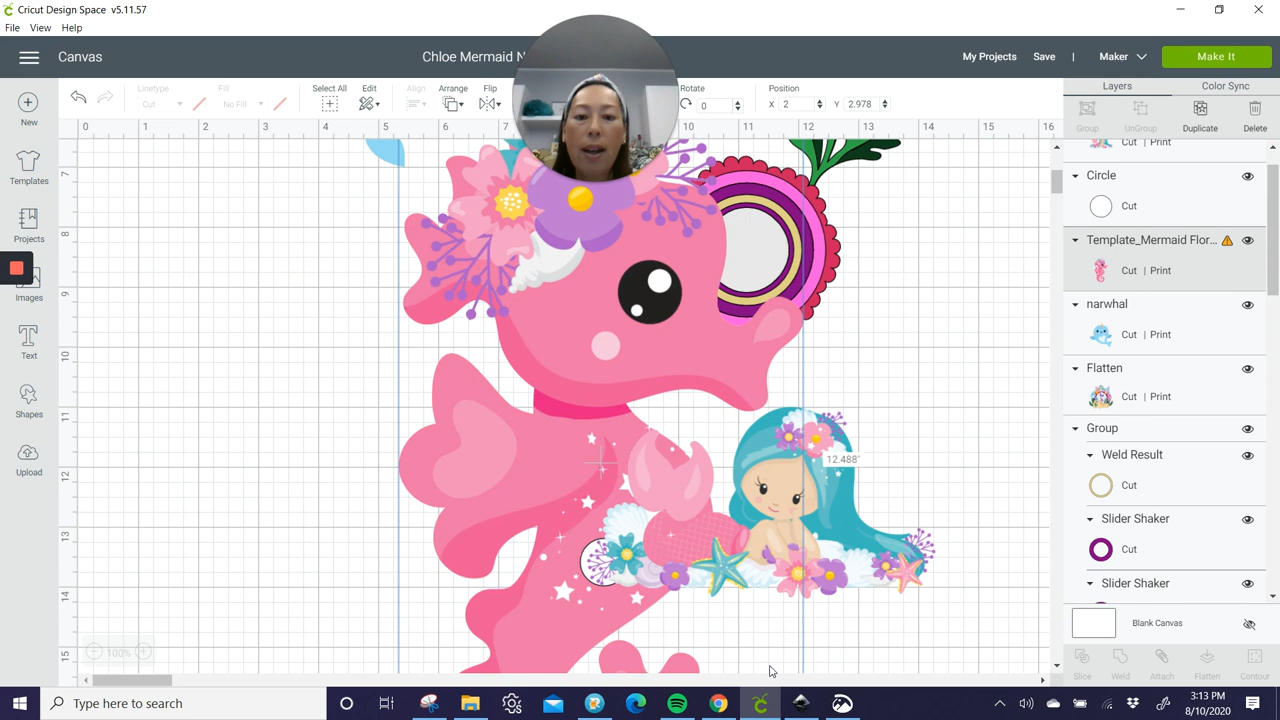 Cricut Design Space v5.11.57
File View Help
Canvas
Chloe Mermaid N
My Projects Save | Maker Make It
Linetype
Cut
Fill
No Fill
Select All
Edit
Align
Arrange
Flip
Rotate
0
Position
X 2
Y 2.978
Layers Color Sync
Group UnGroup Duplicate Delete
0 1 2 3 4 5 6 7 10 11 12 13 14 15 16
7
8
9
10
11
12
13
14
15
New
Templates
Projects
Images
Text
Shapes
Upload
12.488"
100%
Cut | Print
Circle
Cut
Template_Mermaid Flor...
Cut | Print
narwhal
Cut | Print
Flatten
Cut | Print
Group
Weld Result
Cut
Slider Shaker
Cut
Slider Shaker
Blank Canvas
Slice Weld Attach Flatten Contour
Type here to search
3:13 PM
8/10/2020